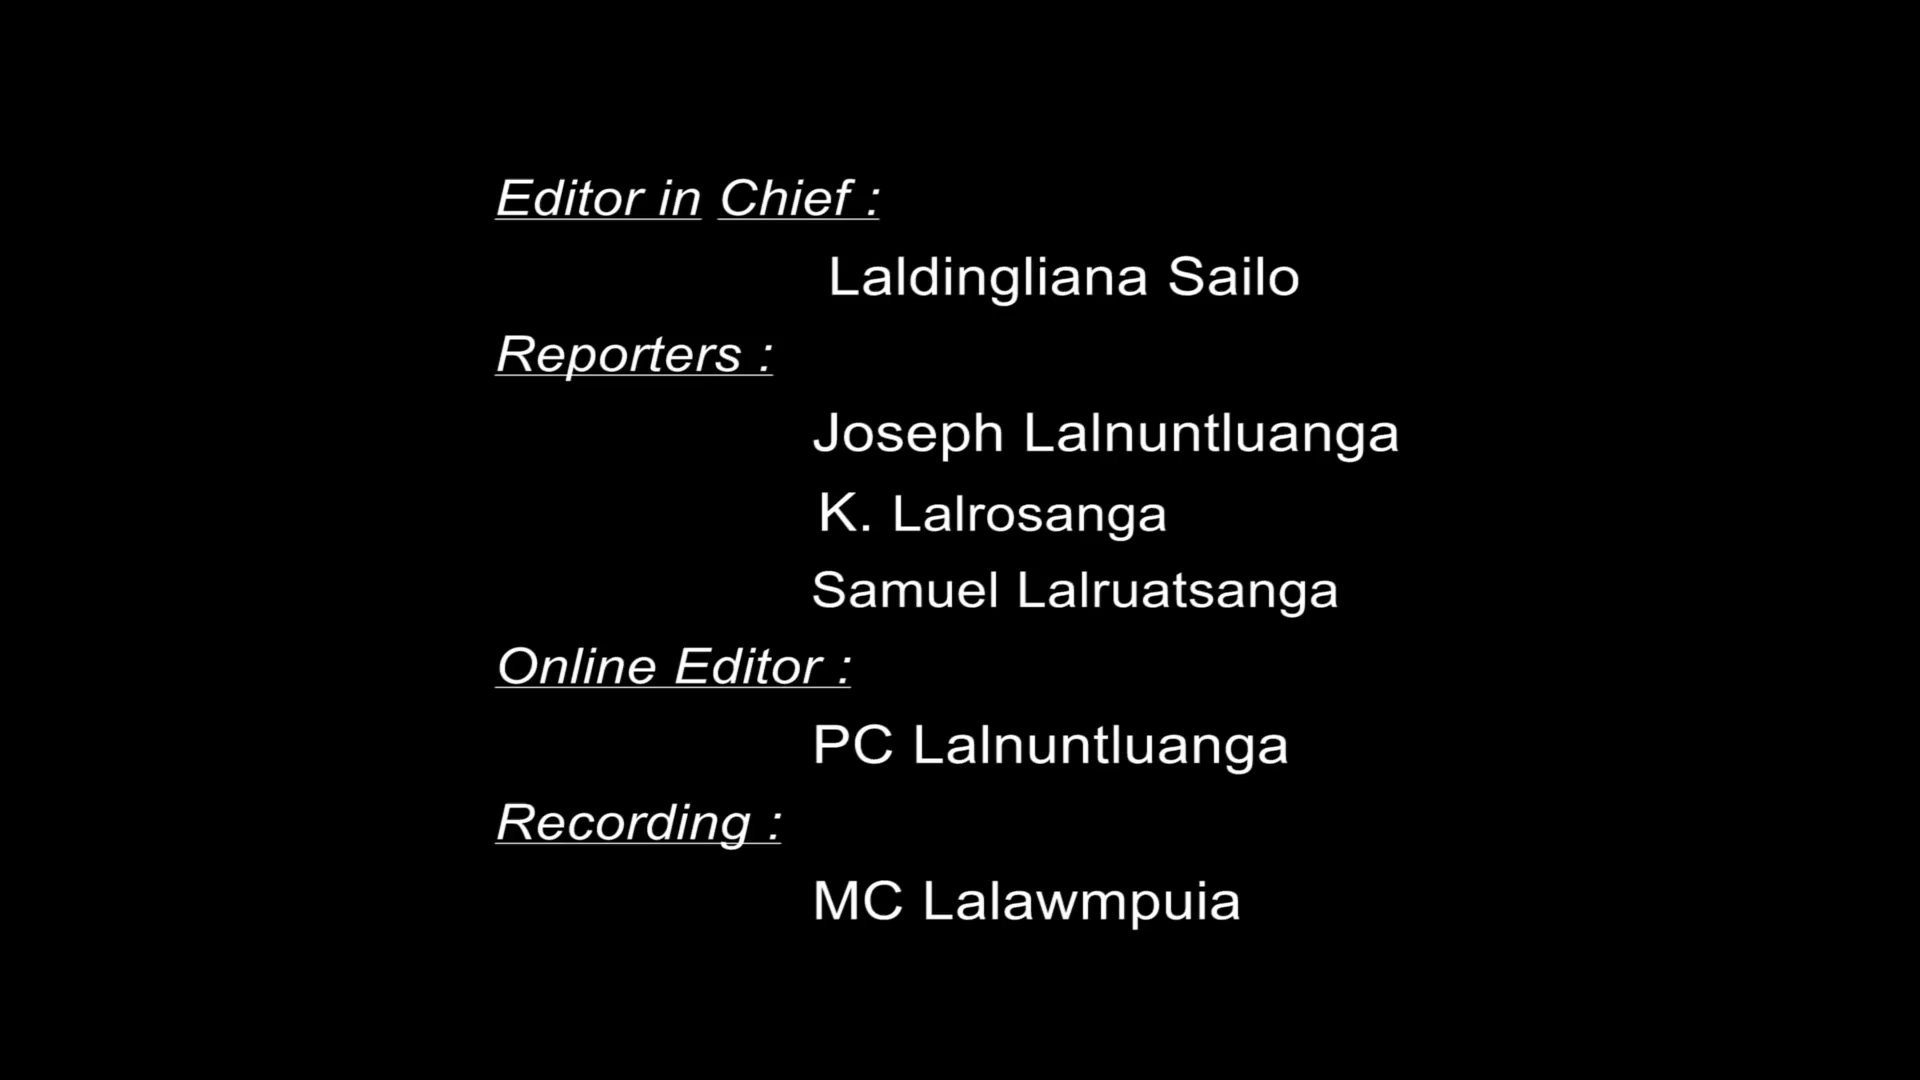 Editor in Chief :
Laldingliana Sailo
Reporters :
Joseph Lalnuntluanga
K. Lalrosanga
Samuel Lalruatsanga
Online Editor :
PC Lalnuntluanga
Recording :
MC Lalawmpuia